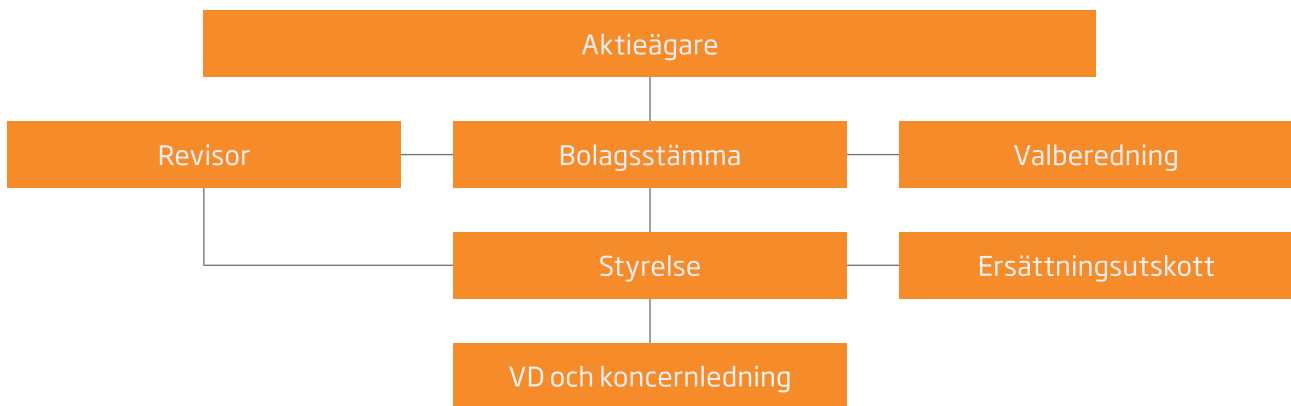 Aktieägare
Revisor
Bolagsstämma
Valberedning
Styrelse
Ersättningsutskott
VD och koncernledning